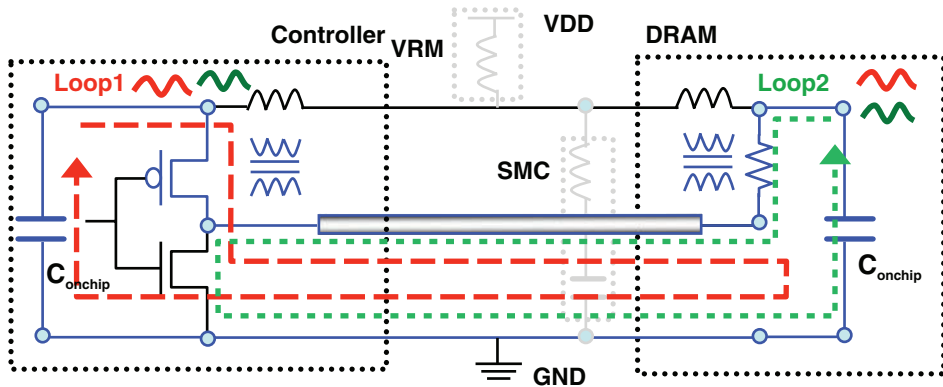 VDD
Controller
VRM
DRAM
Loop1
Loop2
SMC
Conchip
Conchip
GND